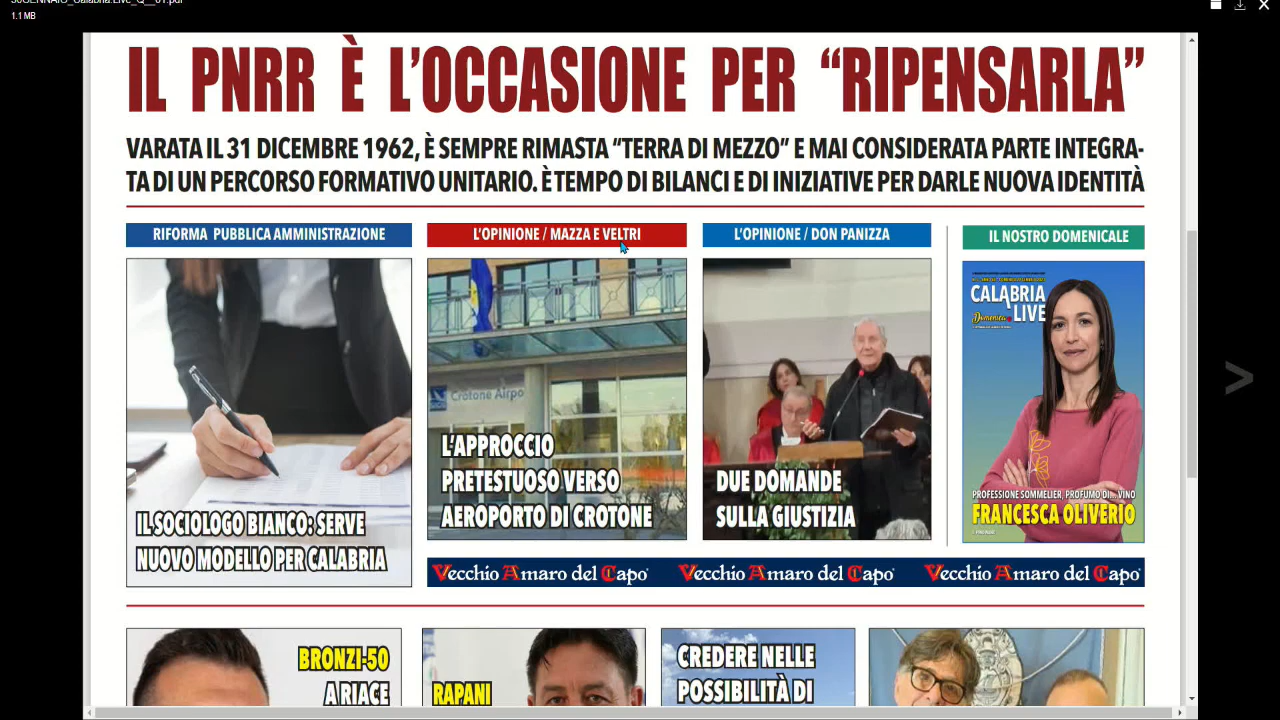 1.1 MB
IL PNRR È L'OCCASIONE PER “RIPENSARLA”
VARATA IL 31 DICEMBRE 1962, È SEMPRE RIMASTA “TERRA DI MEZZO” E MAI CONSIDERATA PARTE INTEGRA-
TA DI UN PERCORSO FORMATIVO UNITARIO. È TEMPO DI BILANCI E DI INIZIATIVE PER DARLE NUOVA IDENTITÀ
RIFORMA PUBBLICA AMMINISTRAZIONE
IL SOCIOLOGO BIANCO: SERVE
NUOVO MODELLO PER CALABRIA
L'OPINIONE / MAZZA E VELTRI
Crotone Airpo
L'APPROCCIO
PRETESTUOSO VERSO
AEROPORTO DI CROTONE
L'OPINIONE / DON PANIZZA
DUE DOMANDE
SULLA GIUSTIZIA
IL NOSTRO DOMENICALE
CALABRIA
LIVE
Domenica
PROFESSIONE SOMMELIER, PROFUMO DI... VINO
FRANCESCA OLIVERIO
Vecchio Amaro del Capo Vecchio Amaro del Capo Vecchio Amaro del Capo
BRONZI-50
A RIACE
RAPANI
CREDERE NELLE
POSSIBILITÀ DI